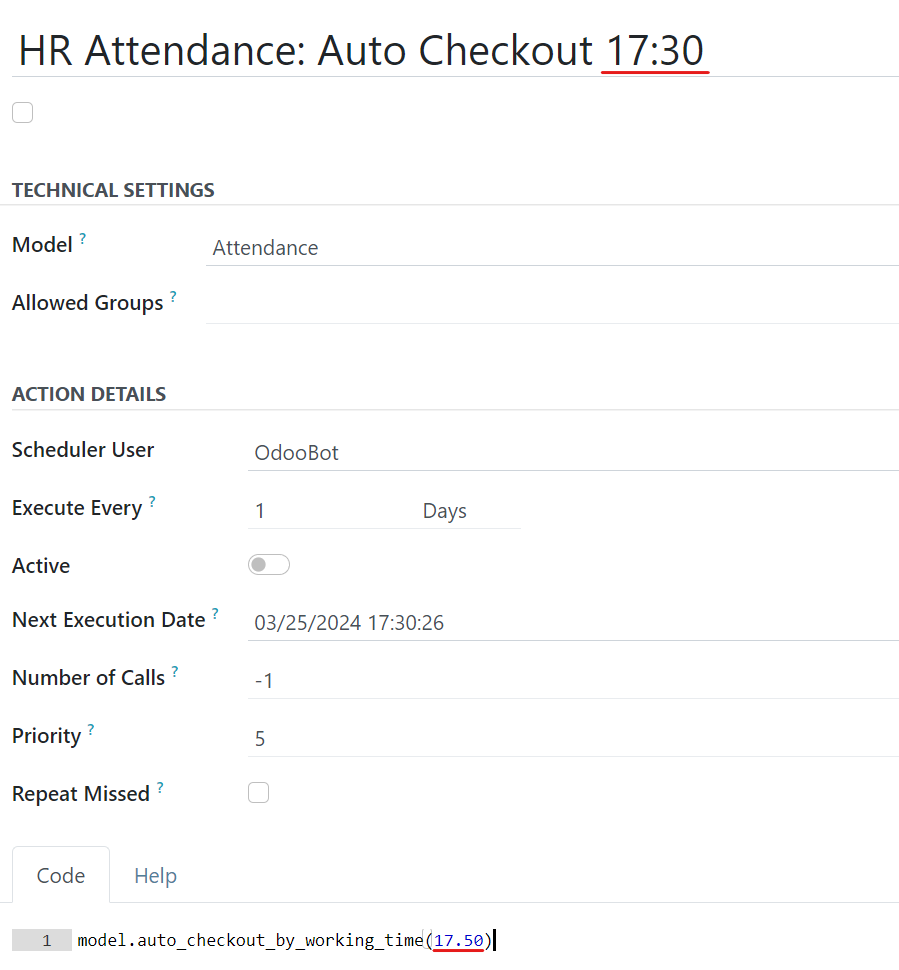 HR Attendance: Auto Checkout 17:30
TECHNICAL SETTINGS
Model ?
Attendance
Allowed Groups ?
ACTION DETAILS
Scheduler User
OdooBot
Execute Every ?
1
Days
Active
Next Execution Date ?
03/25/2024 17:30:26
Number of Calls ?
-1
Priority ?
5
Repeat Missed ?
Code
Help
1
model.auto_checkout_by_working_time(17.50)